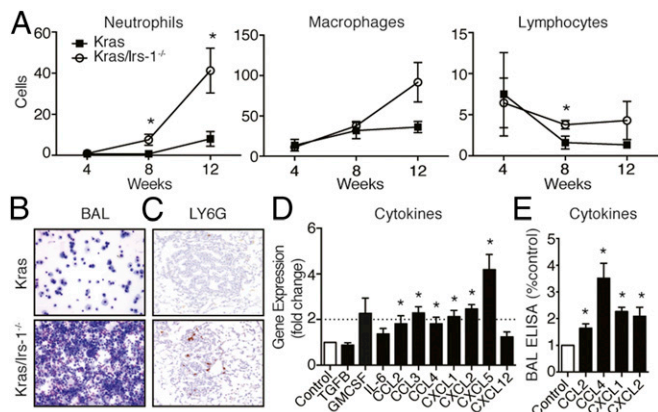 A
Neutrophils
Macrophages
Lymphocytes
Cells
60
40
20
0
Kras
Kras/Irs-1-/-
*
*
4 8 12
Weeks
150
100
50
0
4 8 12
Weeks
15
10
5
0
*
4 8 12
Weeks
B
BAL
C
LY6G
Kras
Kras/Irs-1-/-
D
Cytokines
Gene Expression
(fold change)
6
4
2
0
* * * * * *
Control
TGFB
GMCSF
IL-6
CCL2
CCL3
CCL4
CXCL1
CXCL2
CXCL5
CXCL12
E
Cytokines
BAL ELISA (%control)
5
4
3
2
1
0
* * * *
Control
CCL2
CCL4
CXCL1
CXCL2